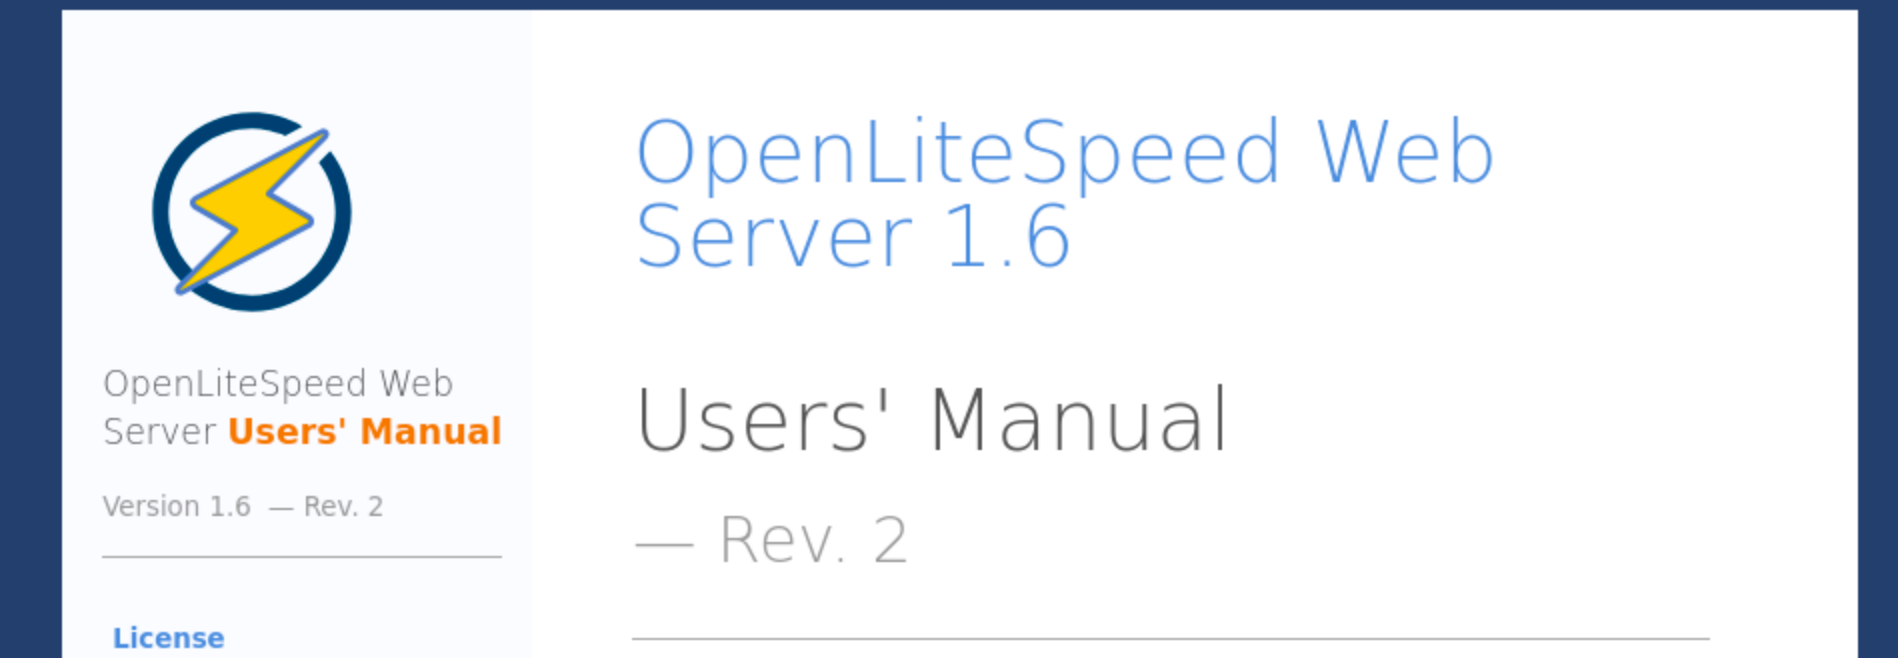 OpenLiteSpeed Web
Server Users' Manual
Version 1.6 — Rev. 2
License
OpenLiteSpeed Web
Server 1.6
Users' Manual
— Rev. 2